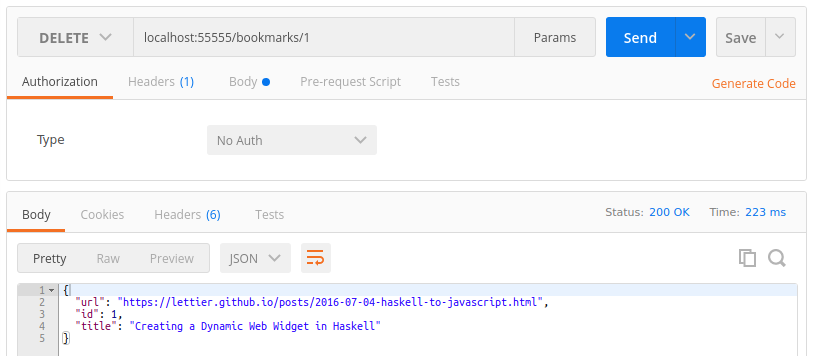 DELETE localhost:55555/bookmarks/1 Params Send Save
Authorization Headers (1) Body Pre-request Script Tests Generate Code
Type No Auth
Body Cookies Headers (6) Tests Status: 200 OK Time: 223 ms
Pretty Raw Preview JSON
1 {
2 "url": "https://lettier.github.io/posts/2016-07-04-haskell-to-javascript.html",
3 "id": 1,
4 "title": "Creating a Dynamic Web Widget in Haskell"
5 }